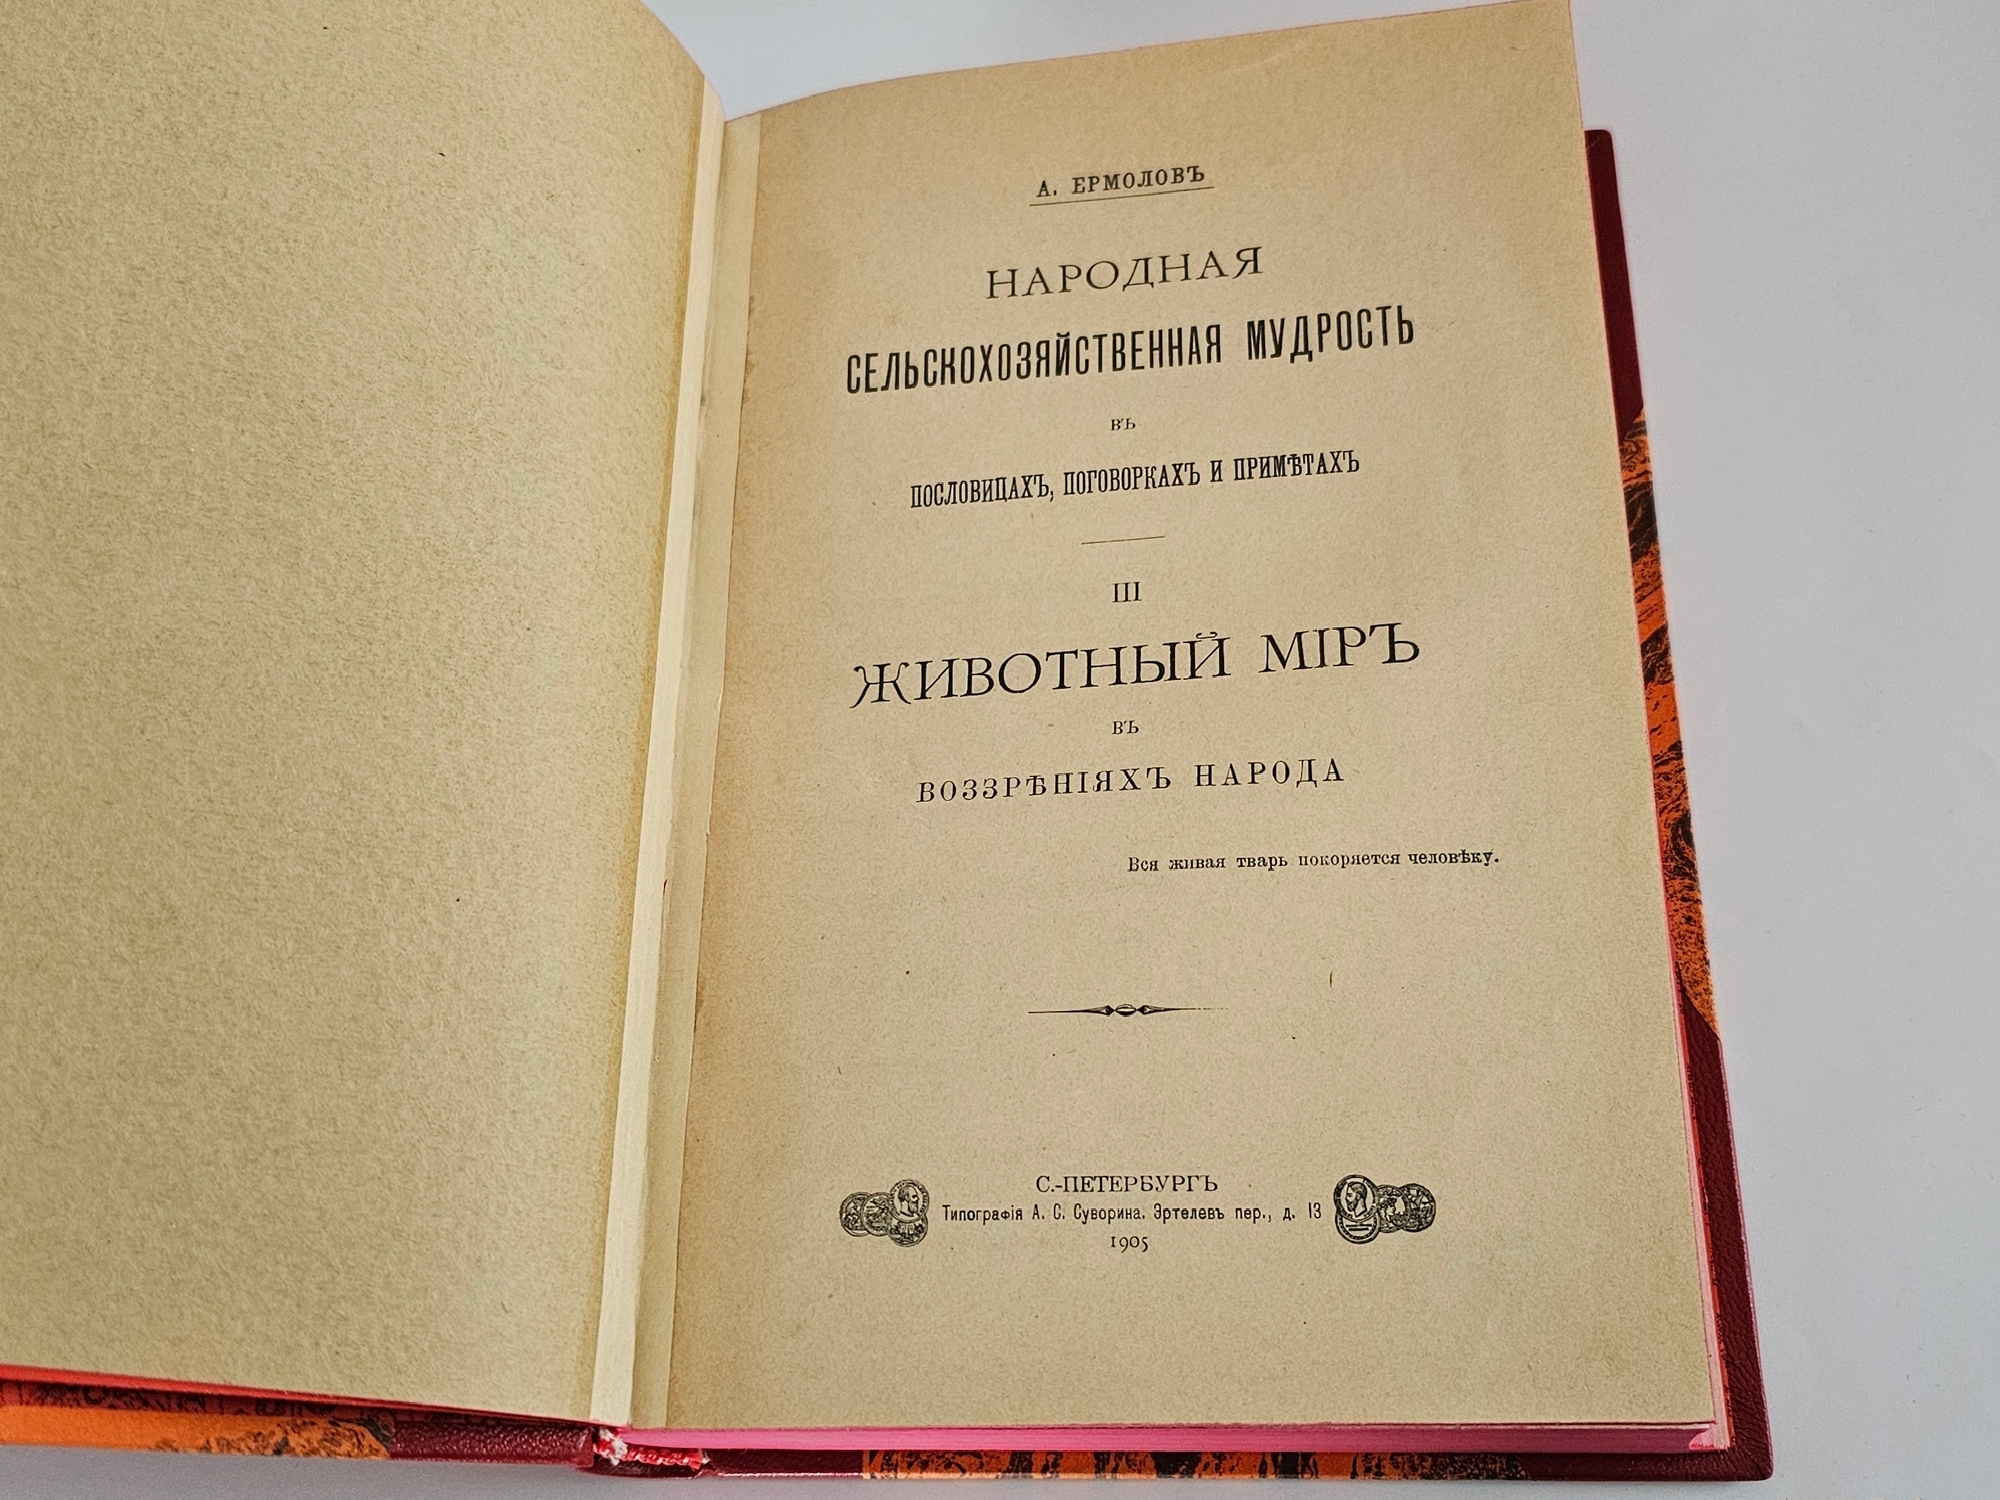 А. ЕРМОЛОВЪ
НАРОДНАЯ
СЕЛЬСКОХОЗЯЙСТВЕННАЯ МУДРОСТЬ
въ
ПОСЛОВИЦАХЪ, ПОГОВОРКАХЪ И ПРИМѢТАХЪ
III
ЖИВОТНЫЙ МІРЪ
въ
ВОЗЗРѢНІЯХЪ НАРОДА
Вся живая тварь покоряется человѣку.
С.-ПЕТЕРБУРГЪ
Типографія А. С. Суворина. Эртелевъ пер., д. 13
1905